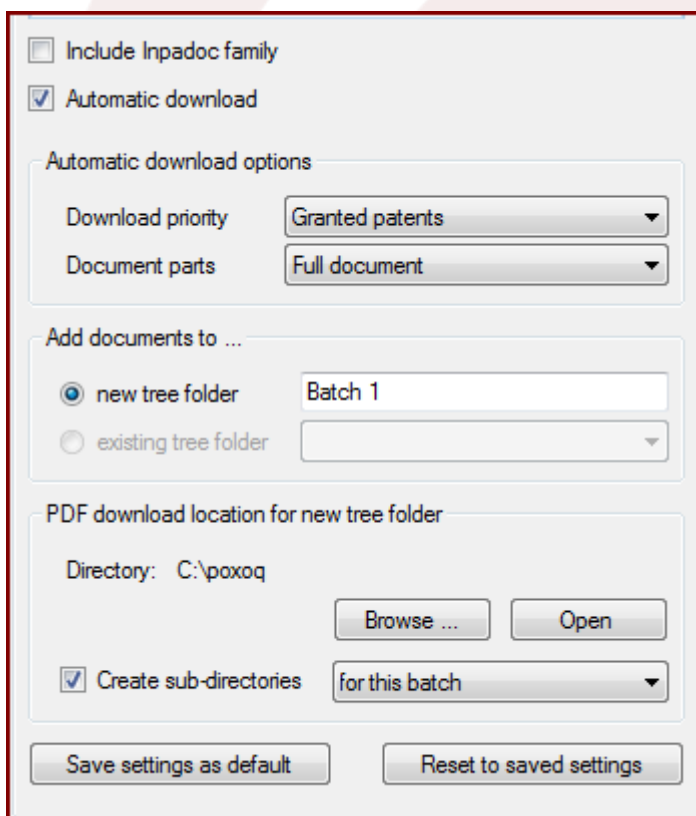 Include Inpadoc family
Automatic download
Automatic download options
Download priority Granted patents
Document parts Full document
Add documents to ...
new tree folder Batch 1
existing tree folder
PDF download location for new tree folder
Directory: C:\poxoq
Browse ... Open
Create sub-directories for this batch
Save settings as default Reset to saved settings